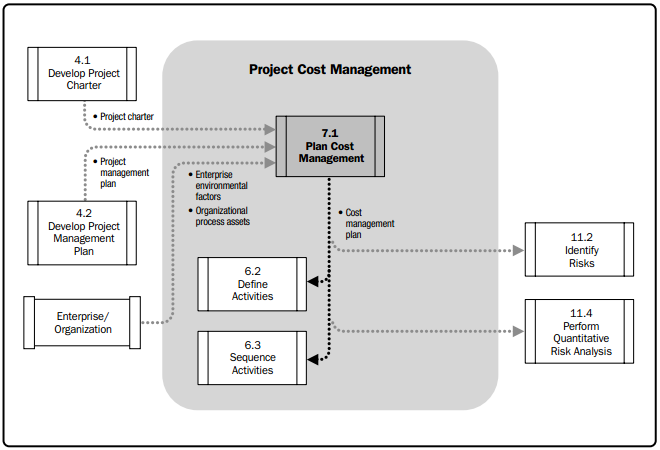 Project Cost Management
4.1
Develop Project
Charter
• Project charter
7.1
Plan Cost
Management
• Project
management
plan
• Enterprise
environmental
factors
• Organizational
process assets
4.2
Develop Project
Management
Plan
• Cost
management
plan
11.2
Identify
Risks
6.2
Define
Activities
Enterprise/
Organization
11.4
Perform
Quantitative
Risk Analysis
6.3
Sequence
Activities